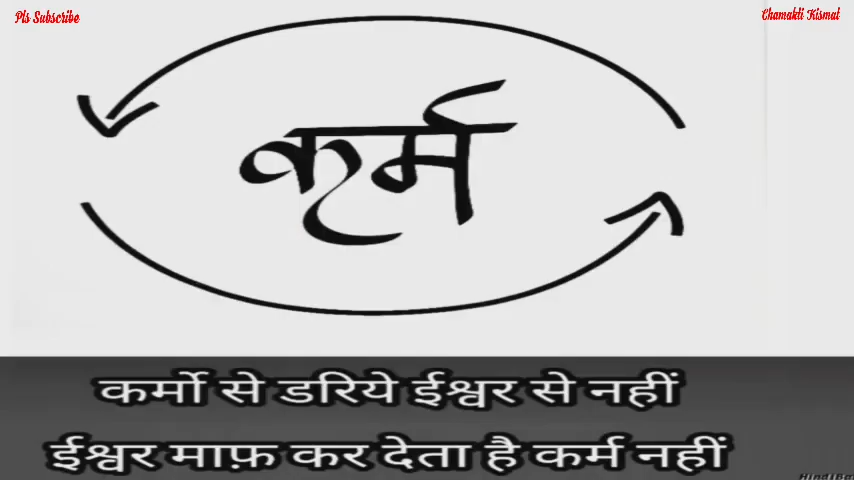 Pls Subscribe
Chamakti Kismat
कर्म
कर्मो से डरिये ईश्वर से नहीं
ईश्वर माफ़ कर देता है कर्म नहीं